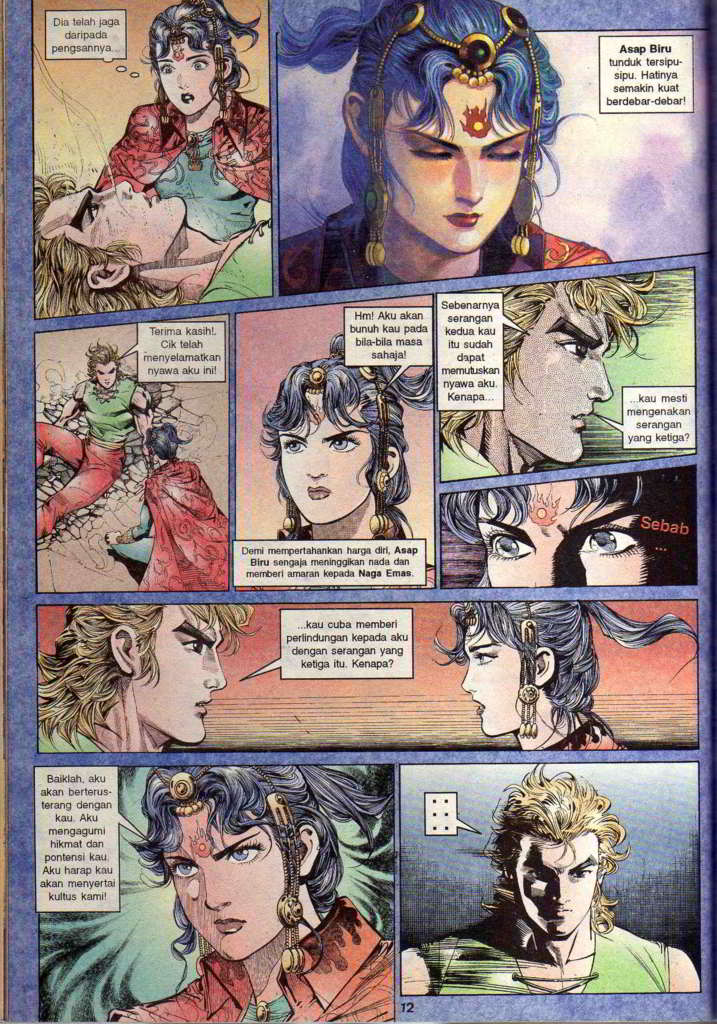 Dia telah jaga
daripada
pengsannya...
Asap Biru
tunduk tersipu-
sipu. Hatinya
semakin kuat
berdebar-debar!
Terima kasih!.
Cik telah
menyelamatkan
nyawa aku ini!
Hm! Aku akan
bunuh kau pada
bila-bila masa
sahaja!
Demi mempertahankan harga diri, Asap
Biru sengaja meninggikan nada dan
memberi amaran kepada Naga Emas.
Sebenarnya
serangan
kedua kau
itu sudah
dapat
memutuskan
nyawa aku.
Kenapa...
...kau mesti
mengenakan
serangan
yang ketiga?
Sebab
...
...kau cuba memberi
perlindungan kepada aku
dengan serangan yang
ketiga itu. Kenapa?
Baiklah, aku
akan berterus-
terang dengan
kau. Aku
mengagumi
hikmat dan
pontensi kau.
Aku harap kau
akan menyertai
kultus kami!
......
12